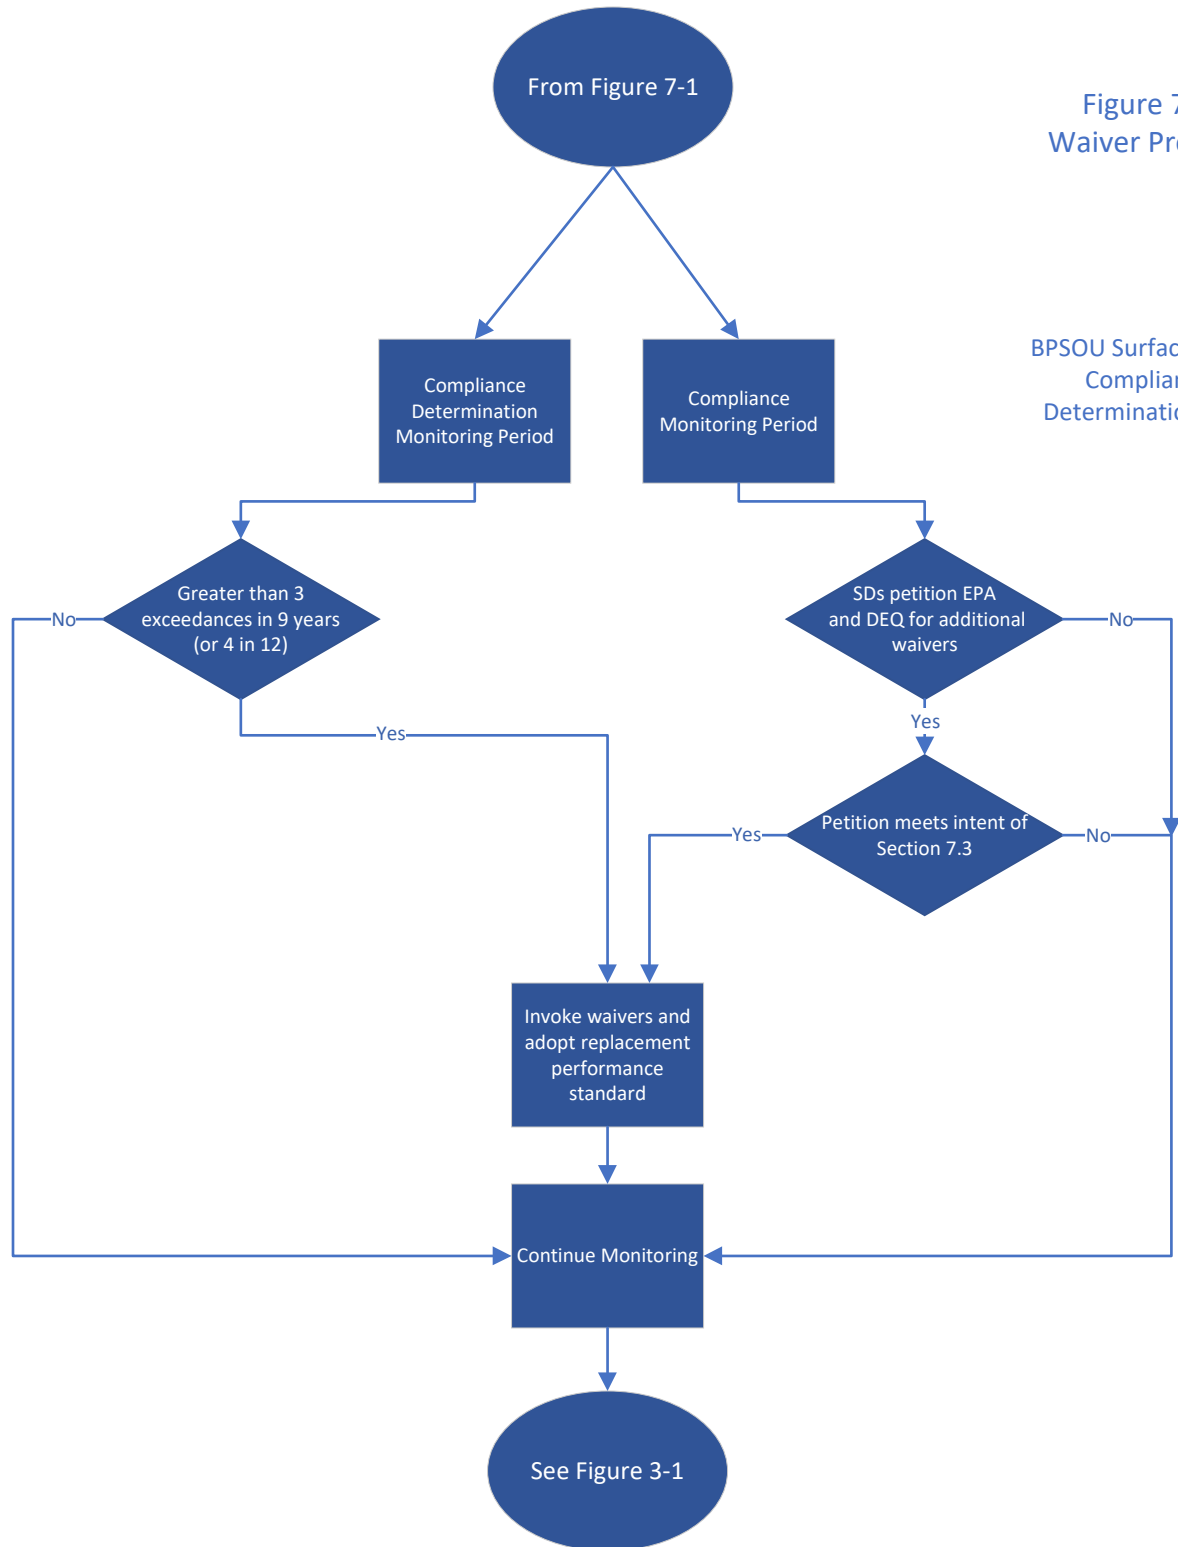 From Figure 7-1
Figure 7
Waiver Pr
BPSOU
Complia
Compliance
Determination
Monitoring Period
Compliance
Monitoring Period
Greater than 3
exceedances in 9 years
(or 4 in 12)
No
SDs petition EPA
and DEQ for additional
waivers
No
Yes
Yes
Petition meets intent of
Section 7.3
Yes
No
Invoke waivers and
adopt replacement
performance
standard
Continue Monitoring
See Figure 3-1